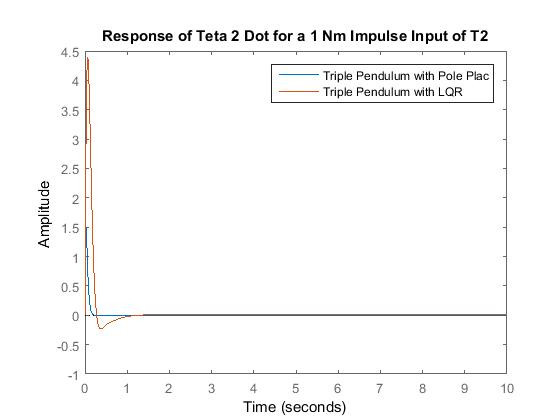 Response of Teta 2 Dot for a 1 Nm Impulse Input of T2
4.5
4
3.5
3
2.5
2
1.5
1
0.5
0
-0.5
-1
Amplitude
Triple Pendulum with Pole Plac
Triple Pendulum with LQR
0 1 2 3 4 5 6 7 8 9 10
Time (seconds)